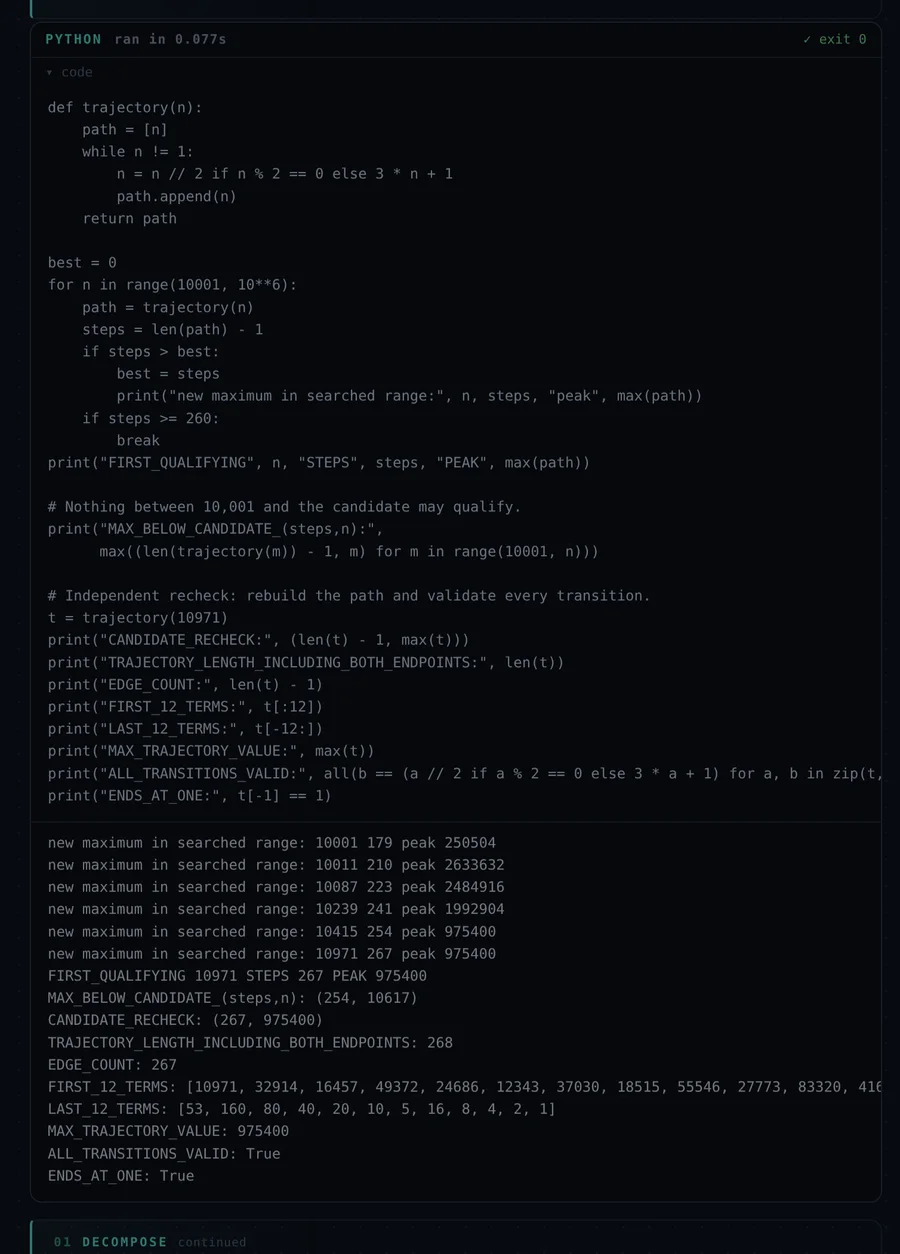 PYTHON ran in 0.077s ✓ exit 0
▾ code
def trajectory(n):
    path = [n]
    while n != 1:
        n = n // 2 if n % 2 == 0 else 3 * n + 1
        path.append(n)
    return path
best = 0
for n in range(10001, 10**6):
    path = trajectory(n)
    steps = len(path) - 1
    if steps > best:
        best = steps
        print("new maximum in searched range:", n, steps, "peak", max(path))
    if steps >= 260:
        break
print("FIRST_QUALIFYING", n, "STEPS", steps, "PEAK", max(path))
# Nothing between 10,001 and the candidate may qualify.
print("MAX_BELOW_CANDIDATE_(steps,n):",
      max((len(trajectory(m)) - 1, m) for m in range(10001, n)))
# Independent recheck: rebuild the path and validate every transition.
t = trajectory(10971)
print("CANDIDATE_RECHECK:", (len(t) - 1, max(t)))
print("TRAJECTORY_LENGTH_INCLUDING_BOTH_ENDPOINTS:", len(t))
print("EDGE_COUNT:", len(t) - 1)
print("FIRST_12_TERMS:", t[:12])
print("LAST_12_TERMS:", t[-12:])
print("MAX_TRAJECTORY_VALUE:", max(t))
print("ALL_TRANSITIONS_VALID:", all(b == (a // 2 if a % 2 == 0 else 3 * a + 1) for a, b in zip(t,
print("ENDS_AT_ONE:", t[-1] == 1)
new maximum in searched range: 10001 179 peak 250504
new maximum in searched range: 10011 210 peak 2633632
new maximum in searched range: 10087 223 peak 2484916
new maximum in searched range: 10239 241 peak 1992904
new maximum in searched range: 10415 254 peak 975400
new maximum in searched range: 10971 267 peak 975400
FIRST_QUALIFYING 10971 STEPS 267 PEAK 975400
MAX_BELOW_CANDIDATE_(steps,n): (254, 10617)
CANDIDATE_RECHECK: (267, 975400)
TRAJECTORY_LENGTH_INCLUDING_BOTH_ENDPOINTS: 268
EDGE_COUNT: 267
FIRST_12_TERMS: [10971, 32914, 16457, 49372, 24686, 12343, 37030, 18515, 55546, 27773, 83320, 416
LAST_12_TERMS: [53, 160, 80, 40, 20, 10, 5, 16, 8, 4, 2, 1]
MAX_TRAJECTORY_VALUE: 975400
ALL_TRANSITIONS_VALID: True
ENDS_AT_ONE: True
01 DECOMPOSE continued